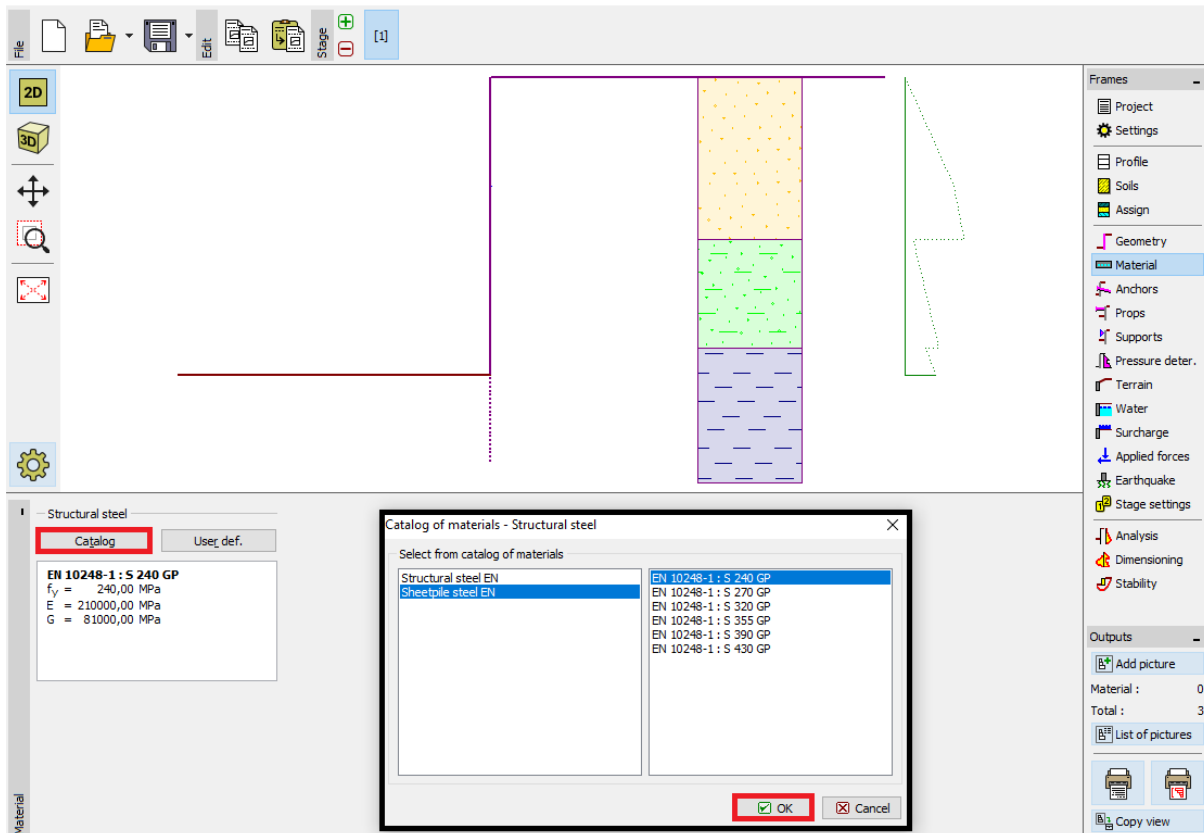 File
Edit
Stage
[1]
2D
3D
Frames
Project
Settings
Profile
Soils
Assign
Geometry
Material
Anchors
Props
Supports
Pressure deter.
Terrain
Water
Surcharge
Applied forces
Earthquake
Stage settings
Analysis
Dimensioning
Stability
Outputs
Add picture
Material : 0
Total : 3
List of pictures
Copy view
Material
Structural steel
Catalog
User def.
EN 10248-1 : S 240 GP
fy = 240,00 MPa
E = 210000,00 MPa
G = 81000,00 MPa
Catalog of materials - Structural steel
Select from catalog of materials
Structural steel EN
Sheetpile steel EN
EN 10248-1 : S 240 GP
EN 10248-1 : S 270 GP
EN 10248-1 : S 320 GP
EN 10248-1 : S 355 GP
EN 10248-1 : S 390 GP
EN 10248-1 : S 430 GP
OK
Cancel